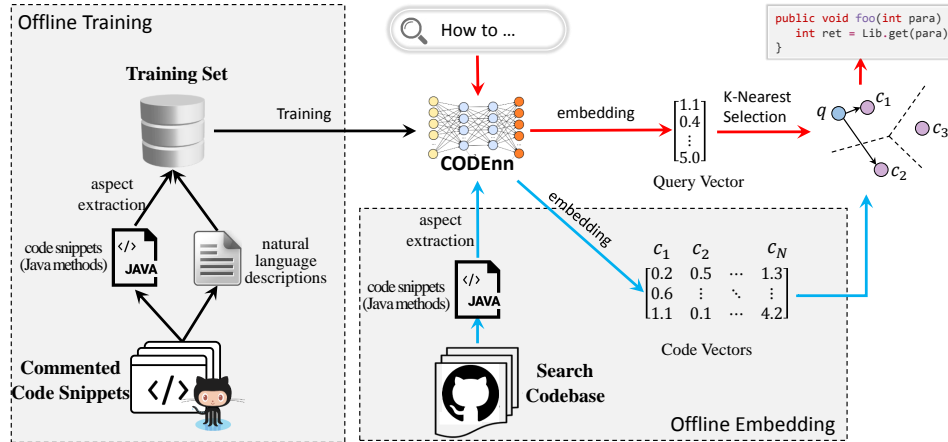 Offline Training
How to ...
public void foo(int para)
int ret = Lib.get(para)
}
Training Set
Training
CODEnn
embedding
1.1
0.4
⋮
5.0
Query Vector
K-Nearest
Selection
q
c1
c3
c2
aspect
extraction
code snippets
(Java methods)
</>
JAVA
natural
language
descriptions
Commented
Code Snippets
</>
aspect
extraction
embedding
code snippets
(Java methods)
</>
JAVA
Search
Codebase
c1 c2 cN
0.2 0.5 ⋯ 1.3
0.6 ⋮ ⋱ ⋮
1.1 0.1 ⋯ 4.2
Code Vectors
Offline Embedding